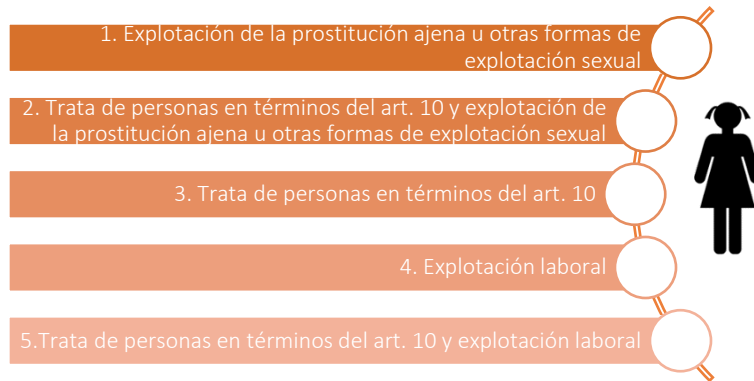 1. Explotación de la prostitución ajena u otras formas de
explotación sexual
2. Trata de personas en términos del art. 10 y explotación de
la prostitución ajena u otras formas de explotación sexual
3. Trata de personas en términos del art. 10
4. Explotación laboral
5.Trata de personas en términos del art. 10 y explotación laboral